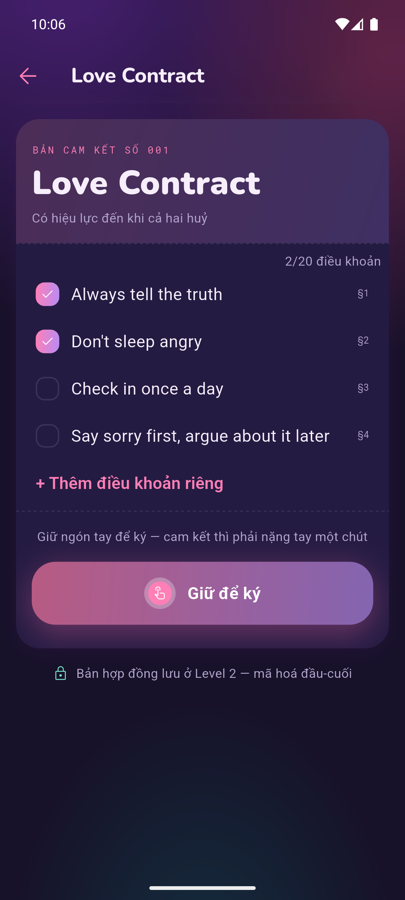 10:06
Love Contract
BẢN CAM KẾT SỐ 001
Love Contract
Có hiệu lực đến khi cả hai huỷ
2/20 điều khoản
Always tell the truth §1
Don't sleep angry §2
Check in once a day §3
Say sorry first, argue about it later §4
+ Thêm điều khoản riêng
Giữ ngón tay để ký — cam kết thì phải nặng tay một chút
Giữ để ký
Bản hợp đồng lưu ở Level 2 — mã hoá đầu-cuối